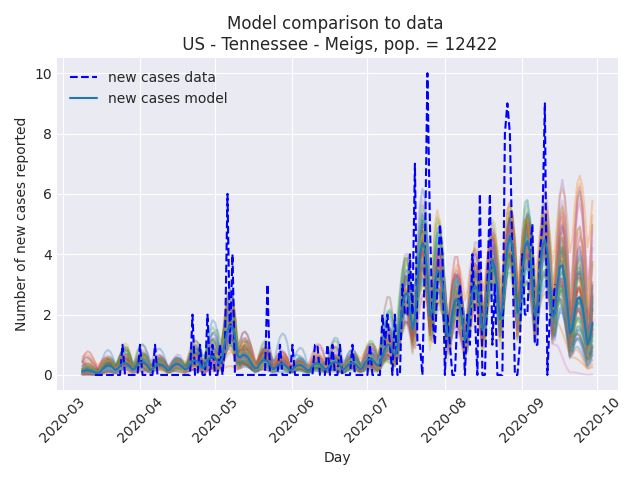 Model comparison to data
US - Tennessee - Meigs, pop. = 12422
new cases data
new cases model
Number of new cases reported
10
8
6
4
2
0
2020-03
2020-04
2020-05
2020-06
2020-07
2020-08
2020-09
2020-10
Day